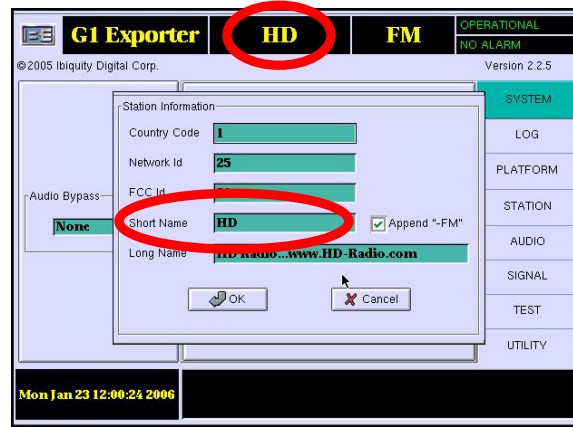 G1 Exporter
HD
FM
OPERATIONAL
NO ALARM
©2005 Ibiquity Digital Corp.
Version 2.2.5
SYSTEM
LOG
PLATFORM
STATION
AUDIO
SIGNAL
TEST
UTILITY
Audio Bypass
None
Station Information
Country Code 1
Network Id 25
FCC Id
Short Name HD
Append "-FM"
Long Name HD Radio...www.HD-Radio.com
OK
Cancel
Mon Jan 23 12:00:24 2006